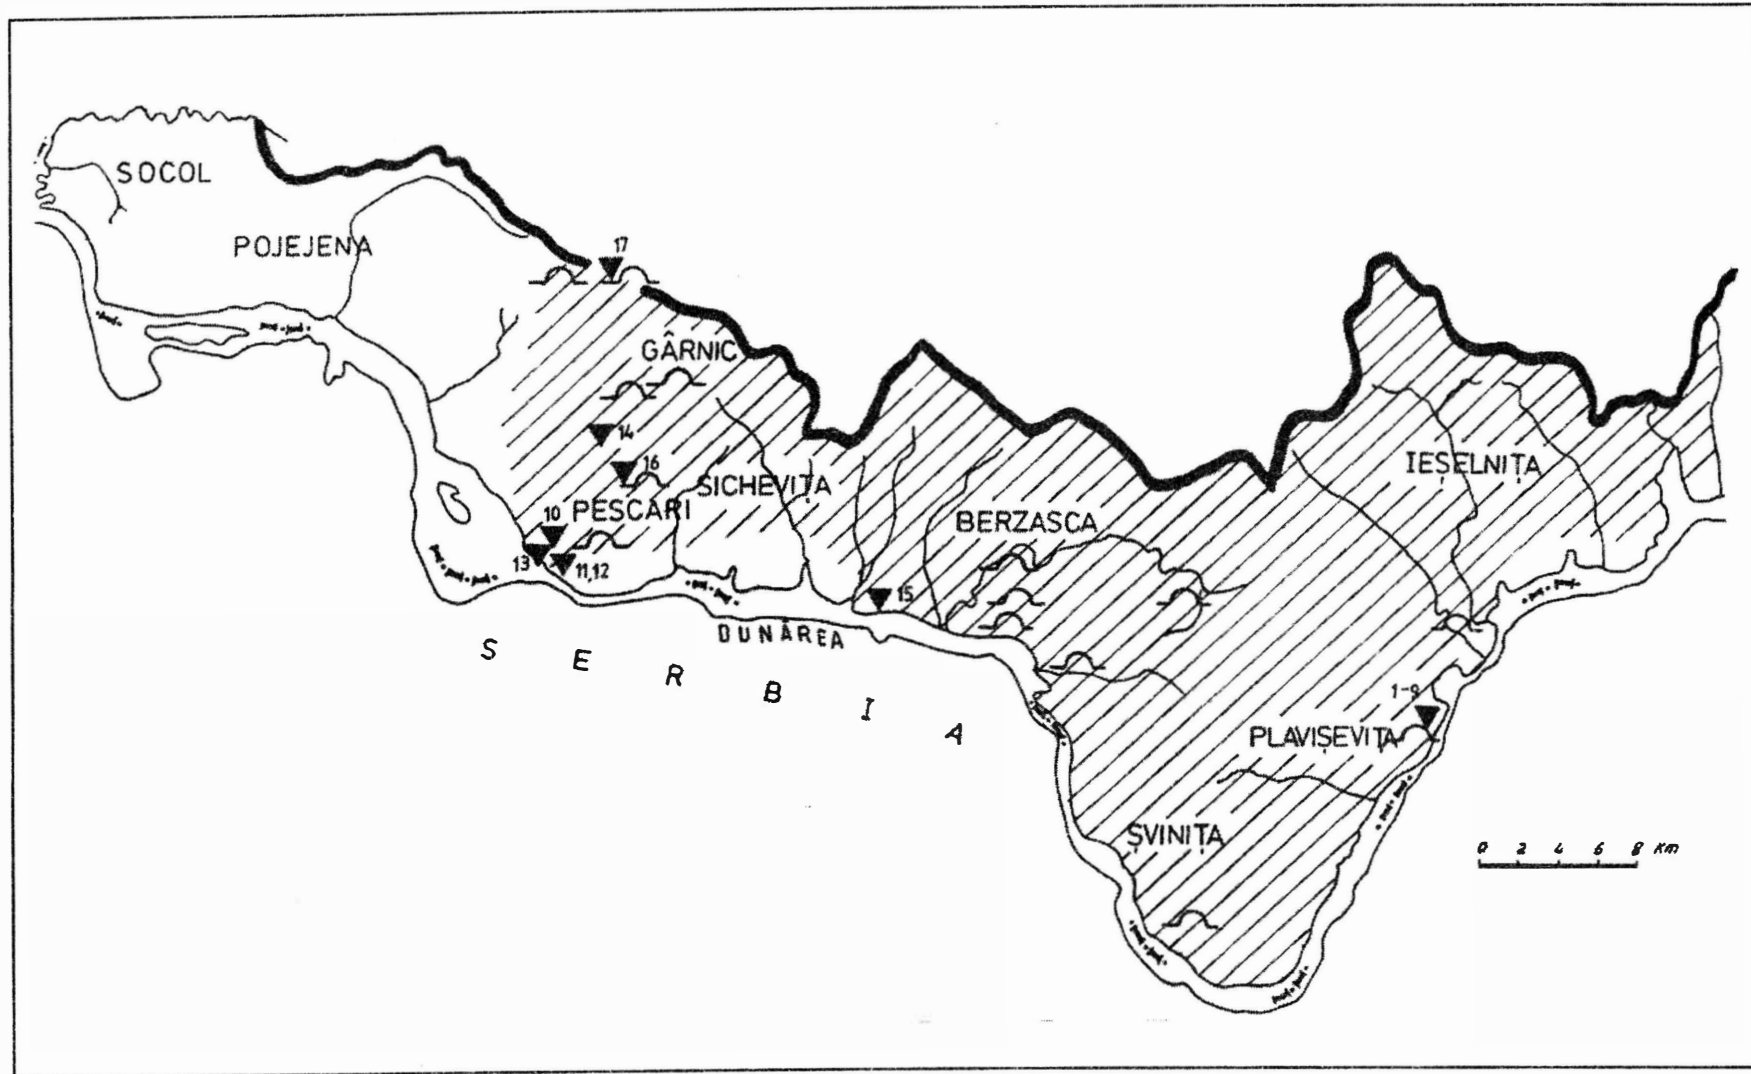 SOCOL
POJEJENA
17
GÂRNIC
14
16
SICHEVIȚA
PESCARI
10
13
11,12
IEȘELNIȚA
BERZASCA
15
DUNĂREA
SERBIA
1-9
PLAVIȘEVIȚA
ȘVINIȚA
0 2 4 6 8 Km